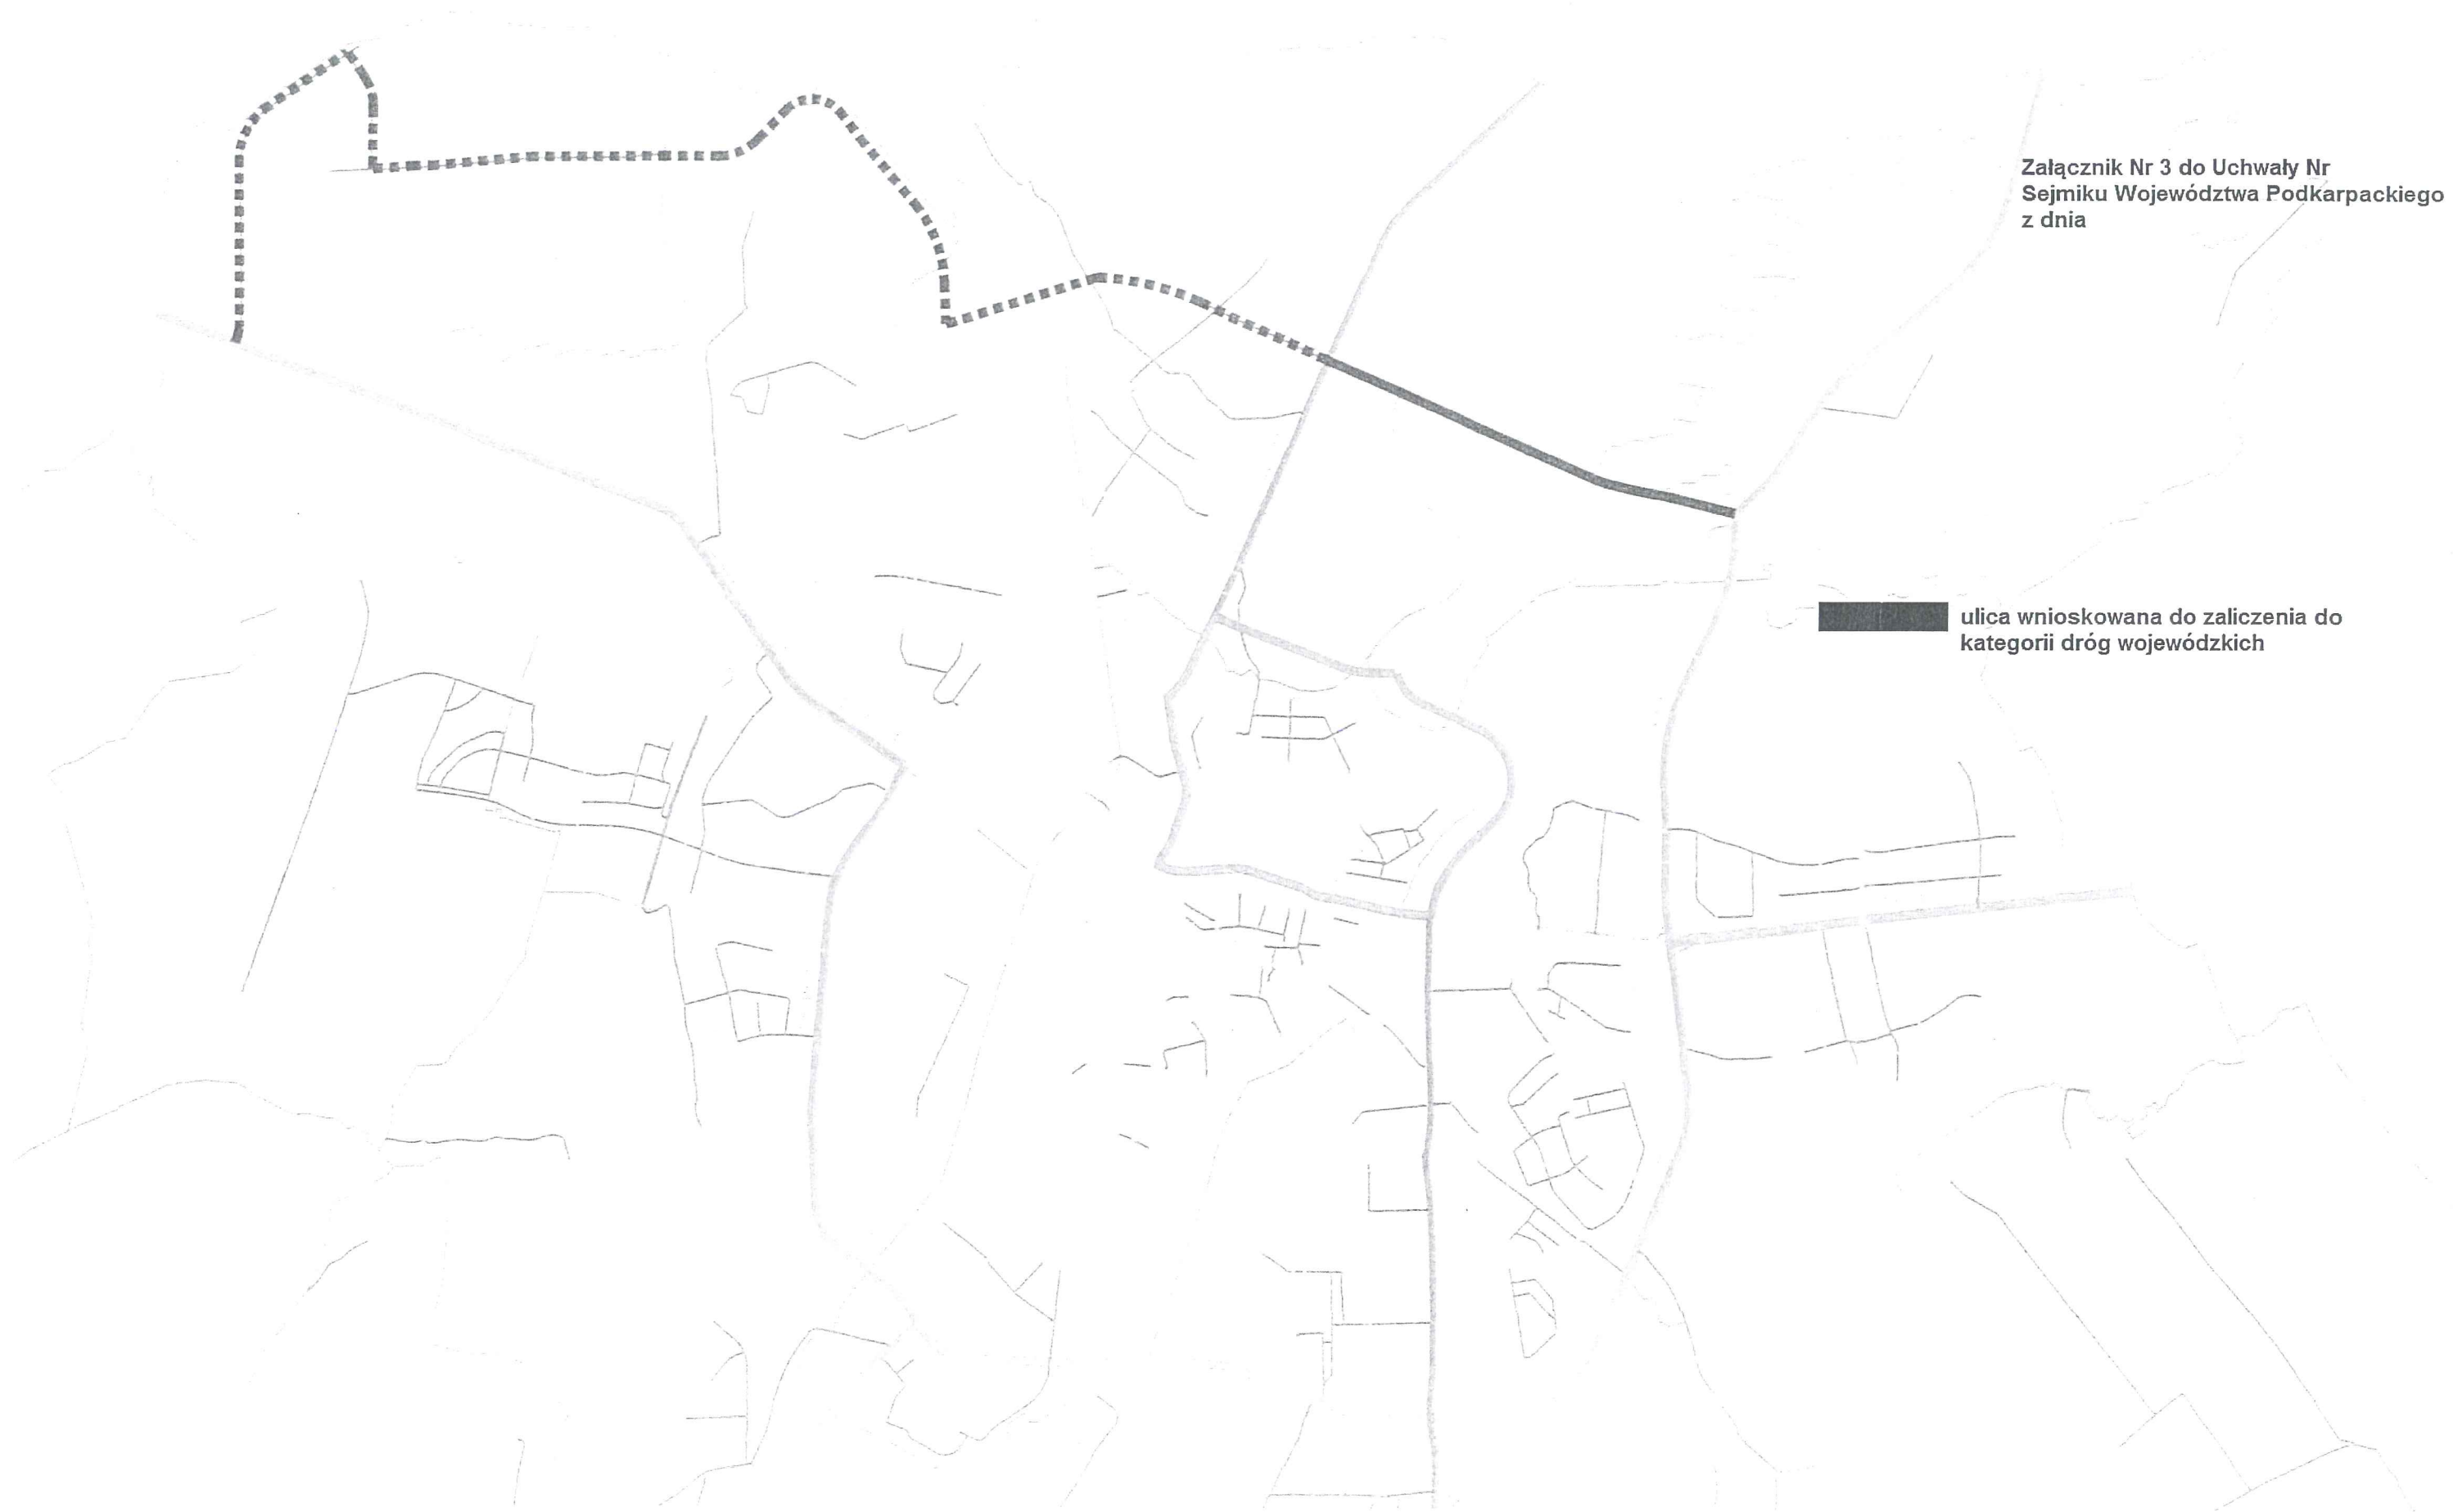 Załącznik Nr 3 do Uchwały Nr
Sejmiku Województwa Podkarpackiego
z dnia
ulica wnioskowana do zaliczenia do
kategorii dróg wojewódzkich